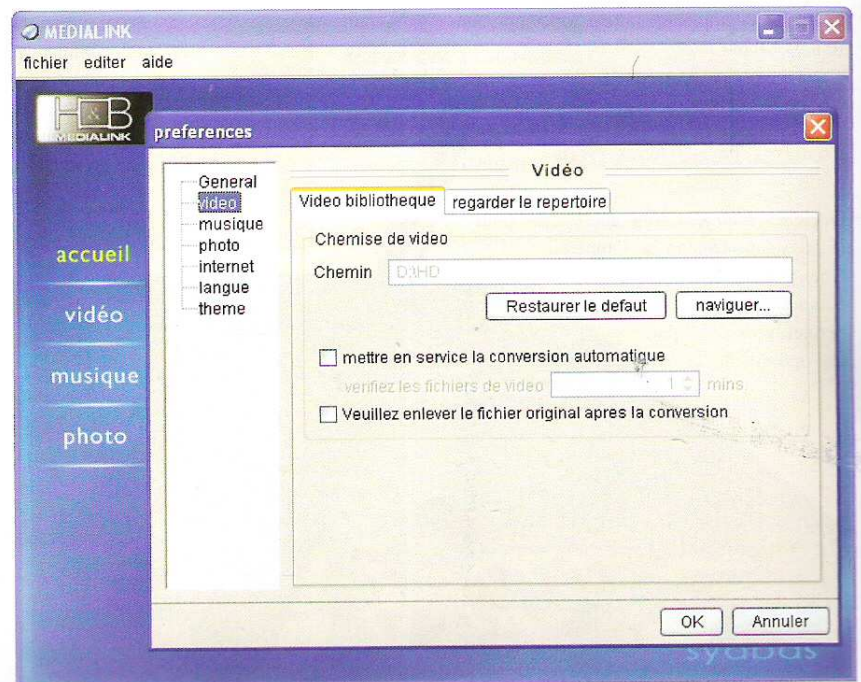 MEDIALINK
fichier editer aide
H&B
MEDIALINK
preferences
General
video
musique
photo
internet
langue
theme
accueil
vidéo
musique
photo
Vidéo
Video bibliotheque regarder le repertoire
Chemise de video
Chemin D:\HD
Restaurer le defaut naviguer...
mettre en service la conversion automatique
verifiez les fichiers de video 1 mins
Veuillez enlever le fichier original apres la conversion
OK Annuler
syabas